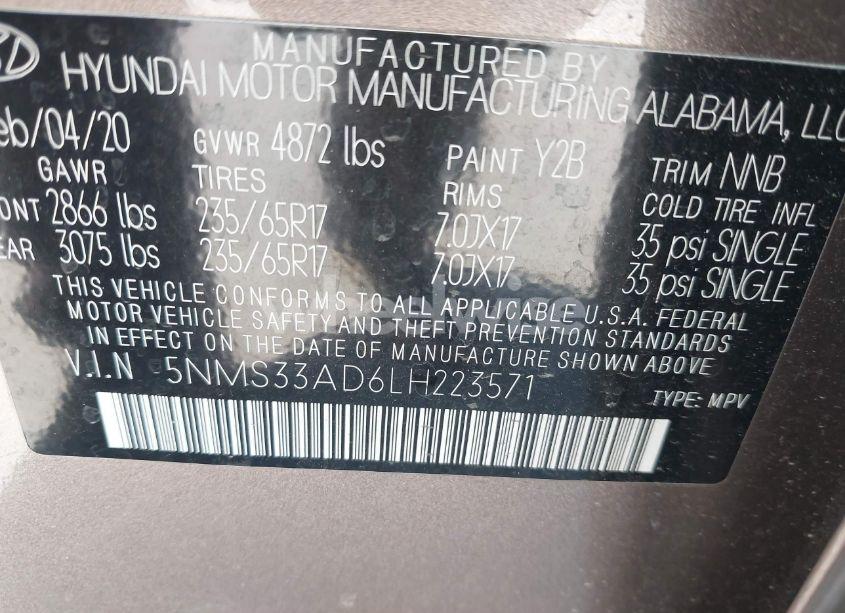 MANUFACTURED BY
HYUNDAI MOTOR MANUFACTURING ALABAMA, LLC
eb/04/20 GVWR 4872 lbs PAINT Y2B TRIM NNB
GAWR TIRES RIMS COLD TIRE INFL
ONT 2866 lbs 235/65R17 7.0JX17 35 psi SINGLE
EAR 3075 lbs 235/65R17 7.0JX17 35 psi SINGLE
THIS VEHICLE CONFORMS TO ALL APPLICABLE U.S.A. FEDERAL
MOTOR VEHICLE SAFETY AND THEFT PREVENTION STANDARDS
IN EFFECT ON THE DATE OF MANUFACTURE SHOWN ABOVE
V.I.N 5NMS33AD6LH223571 TYPE: MPV